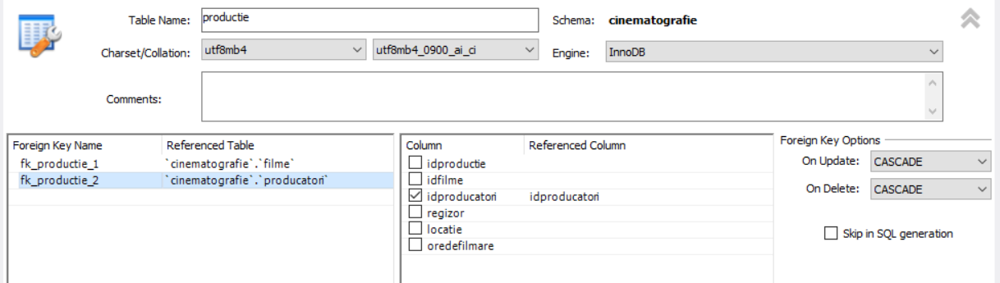 Table Name: productie Schema: cinematografie
Charset/Collation: utf8mb4 utf8mb4_0900_ai_ci Engine: InnoDB
Comments:
Foreign Key Name Referenced Table
fk_productie_1 `cinematografie`.`filme`
fk_productie_2 `cinematografie`.`producatori`
Column Referenced Column
idproductie
idfilme
idproducatori idproducatori
regizor
locatie
oredefilmare
Foreign Key Options
On Update: CASCADE
On Delete: CASCADE
Skip in SQL generation